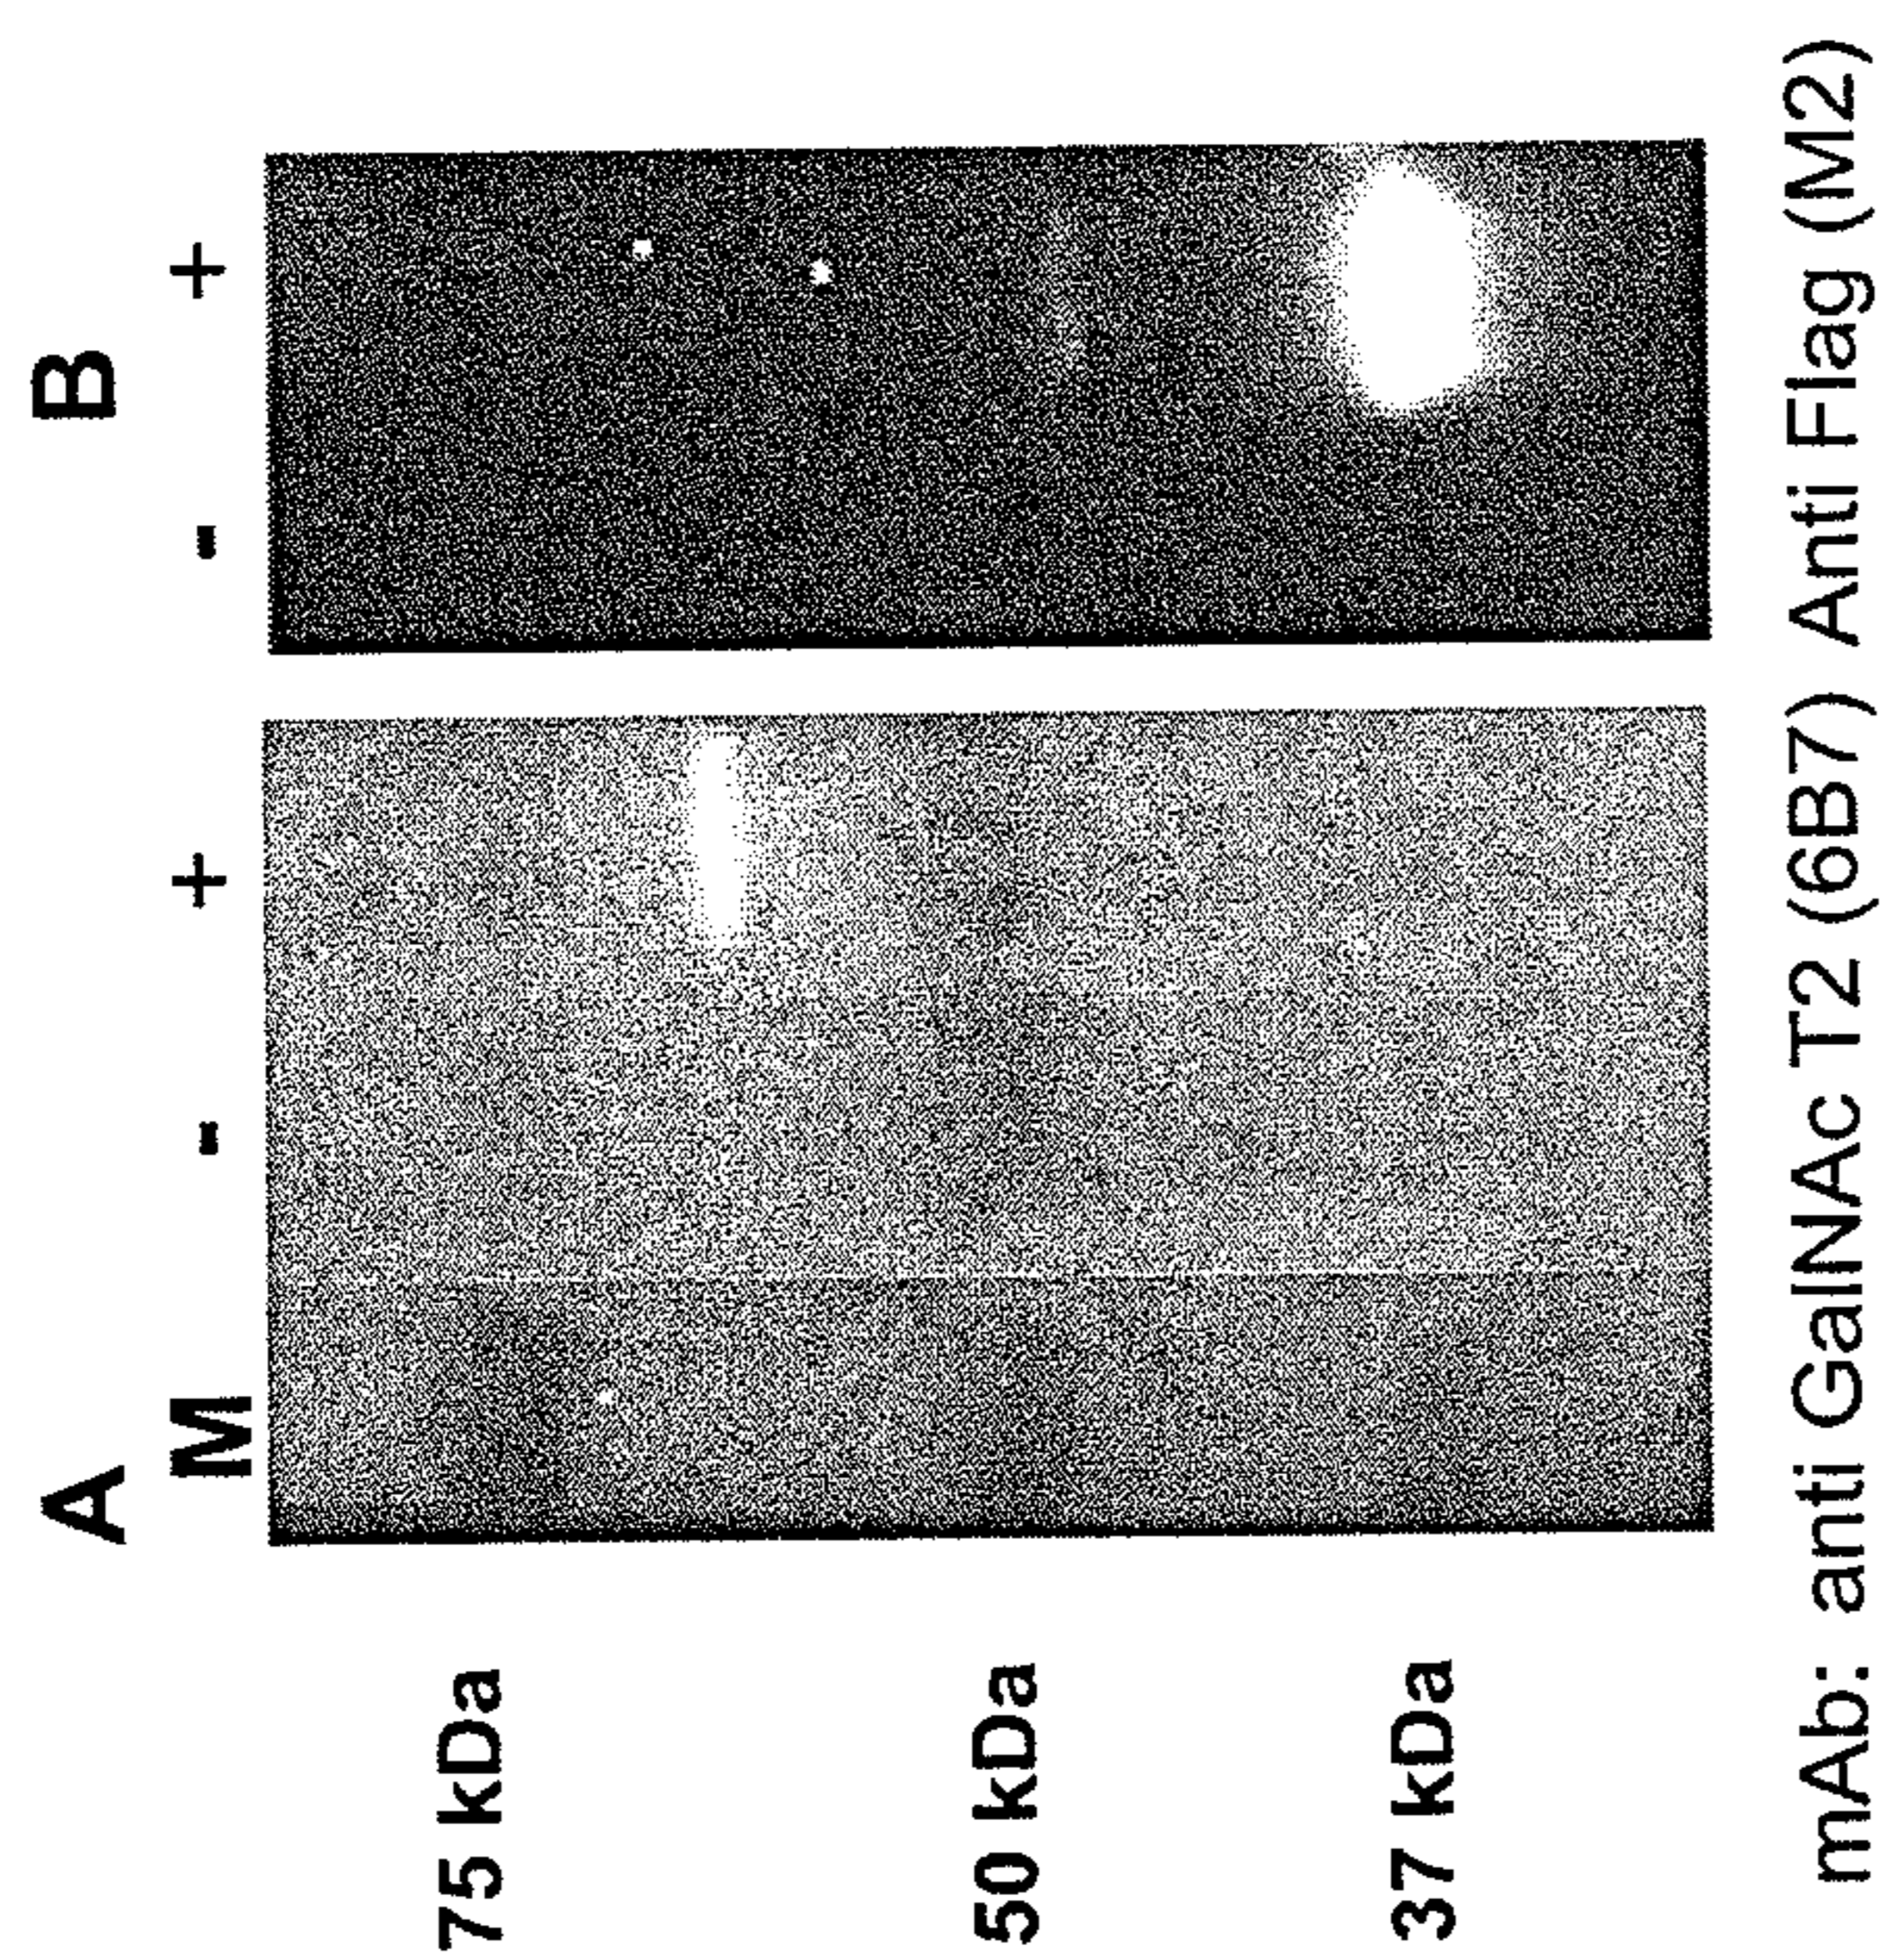 A B
M - + - +
75 kDa
50 kDa
37 kDa
mAb: anti GalNAc T2 (6B7) Anti Flag (M2)